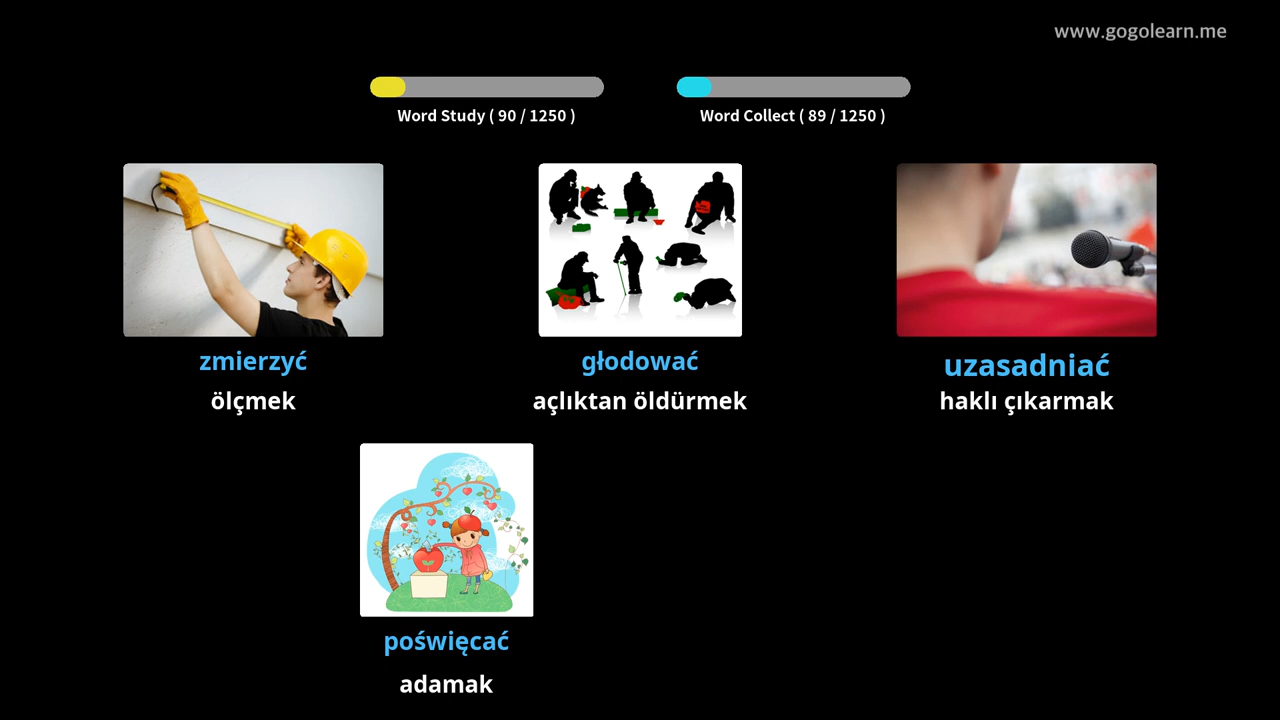 www.gogolearn.me
Word Study ( 90 / 1250 )
Word Collect ( 89 / 1250 )
zmierzyć
ölçmek
głodować
açlıktan öldürmek
uzasadniać
haklı çıkarmak
poświęcać
adamak